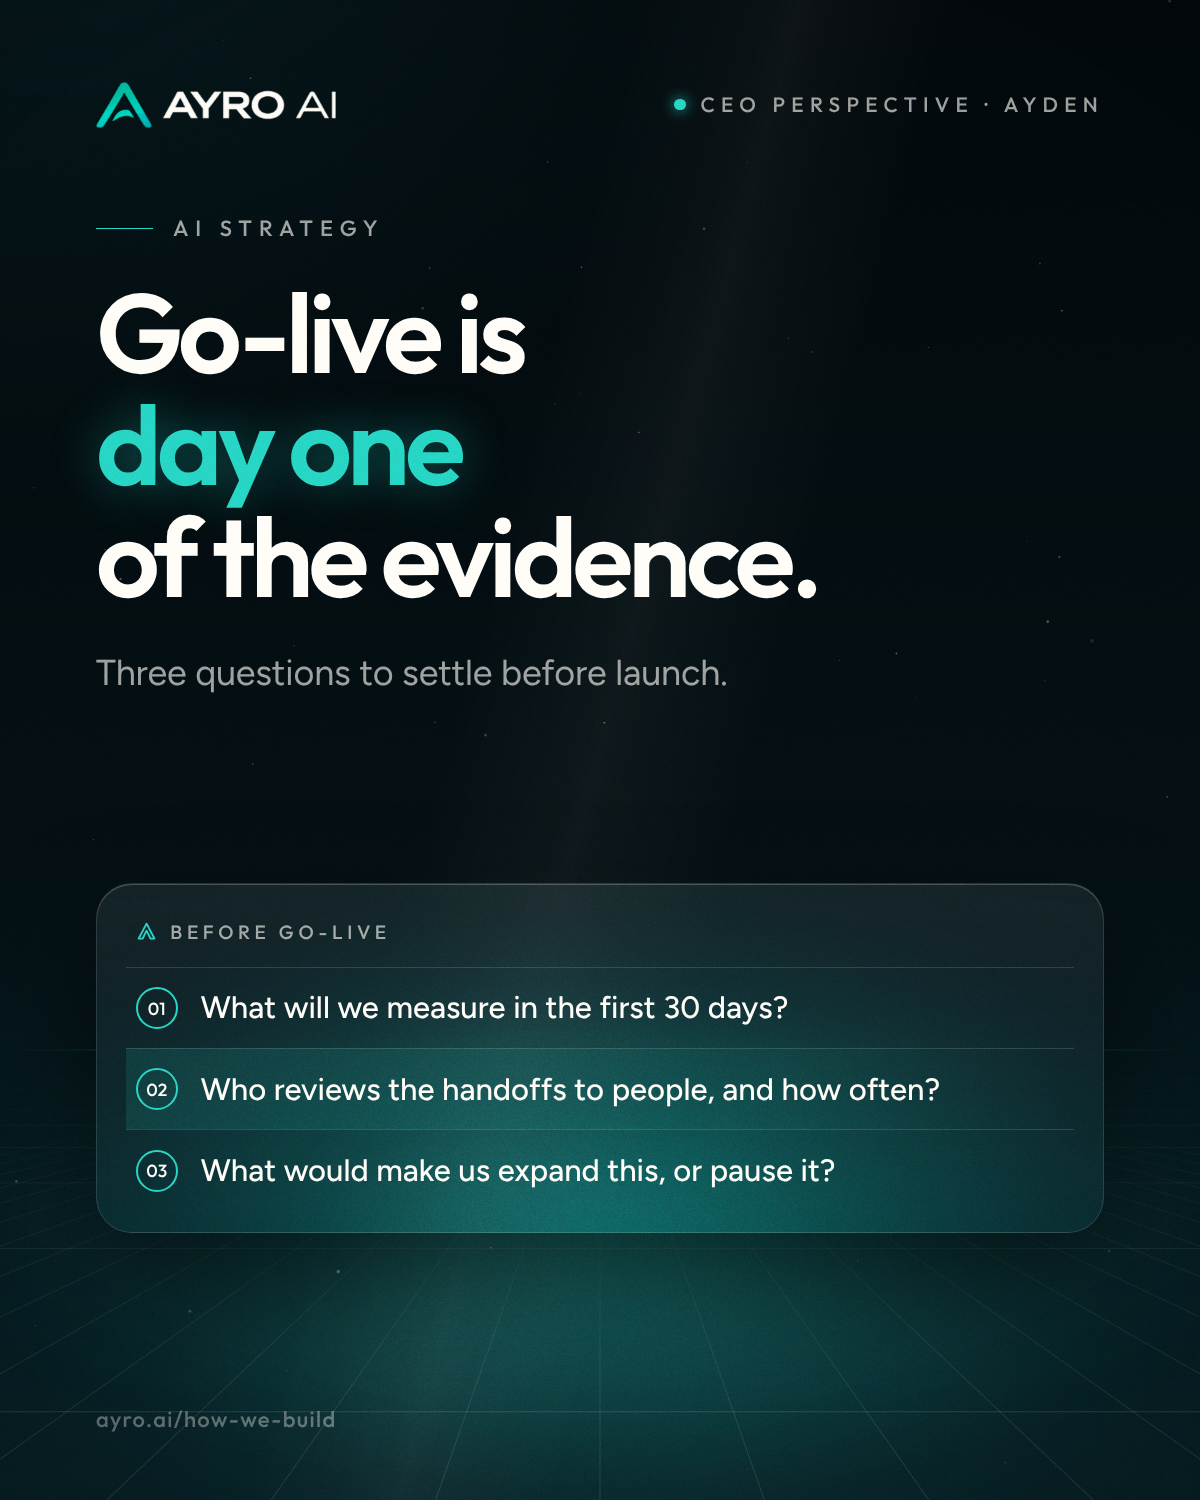 AYRO AI
CEO PERSPECTIVE · AYDEN
AI STRATEGY
Go-live is
day one
of the evidence.
Three questions to settle before launch.
BEFORE GO-LIVE
01 What will we measure in the first 30 days?
02 Who reviews the handoffs to people, and how often?
03 What would make us expand this, or pause it?
ayro.ai/how-we-build